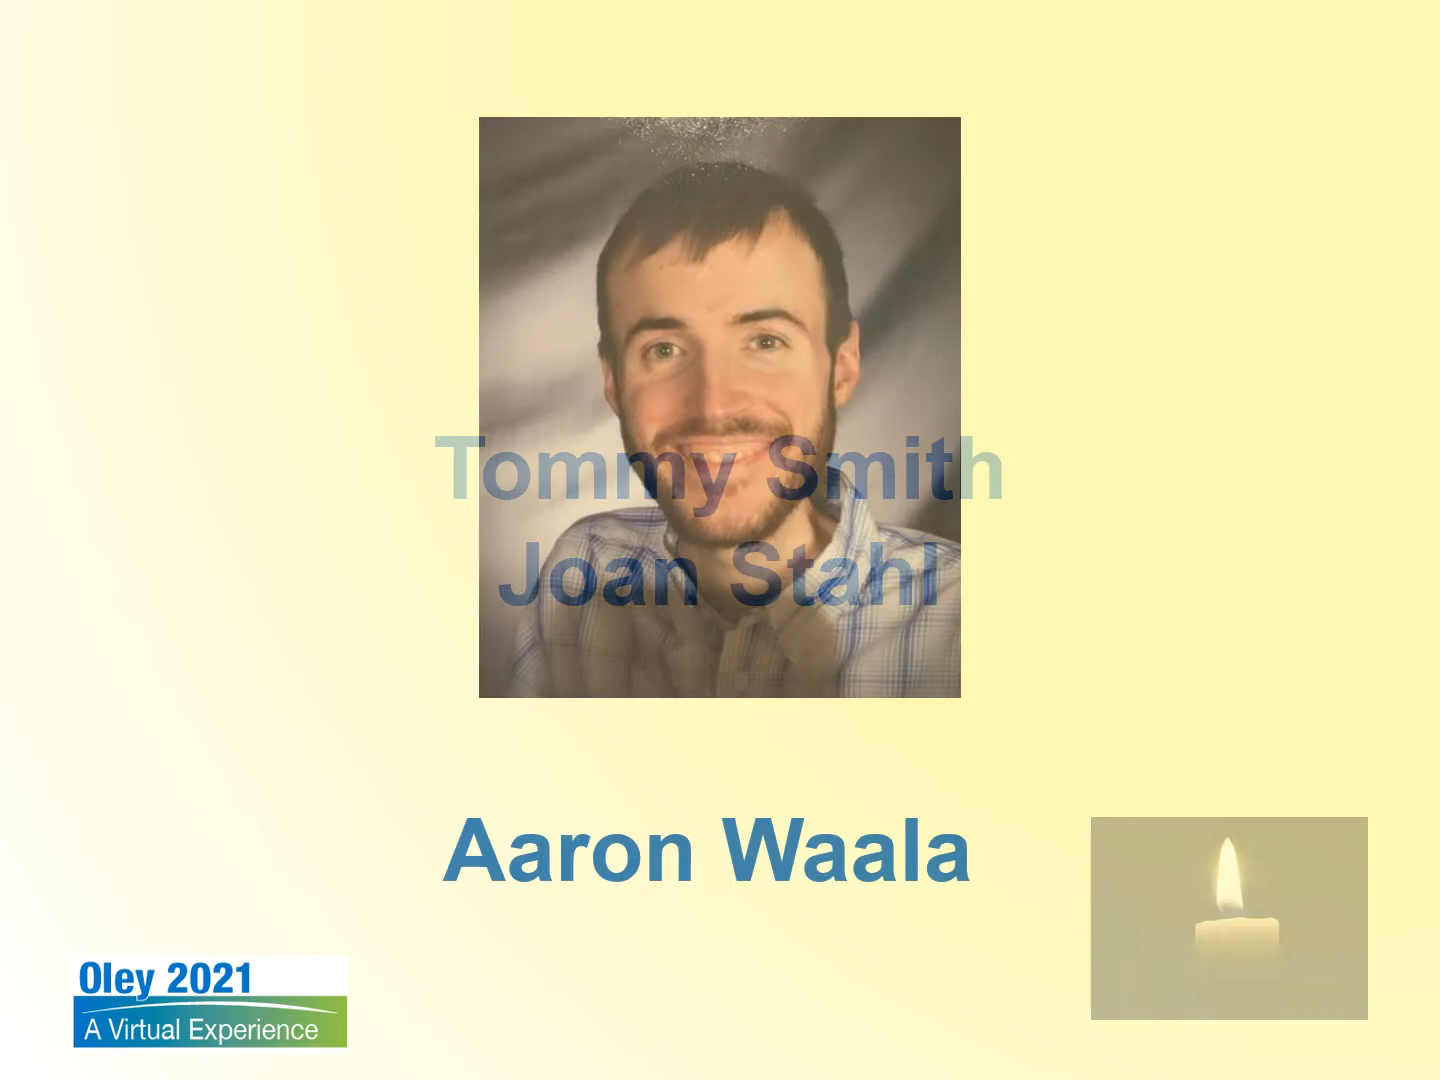 Tommy Smith
Joan Stahl
Aaron Waala
Oley 2021
A Virtual Experience